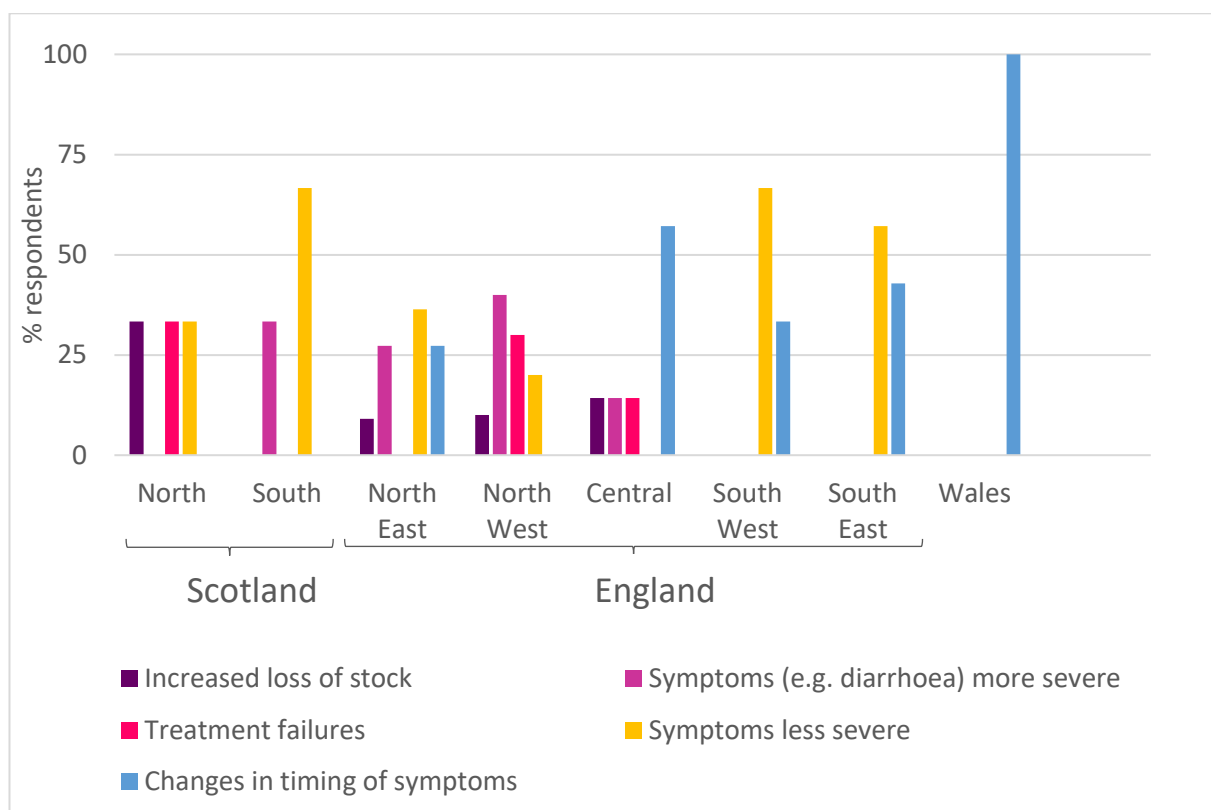 100
75
50
25
0
% respondents
North South North East North West Central South West South East Wales
Scotland England
Increased loss of stock
Symptoms (e.g. diarrhoea) more severe
Treatment failures
Symptoms less severe
Changes in timing of symptoms